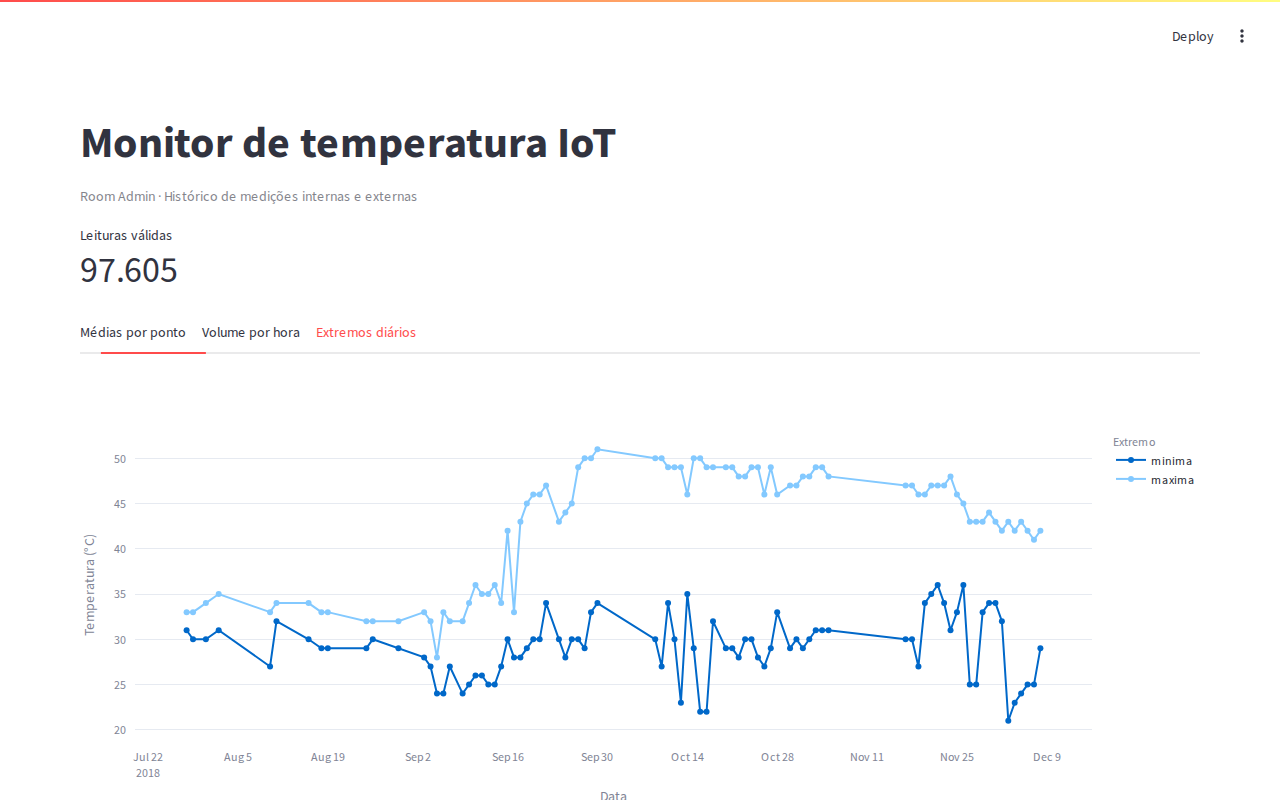 Deploy
Monitor de temperatura IoT
Room Admin · Histórico de medições internas e externas
Leituras válidas
97.605
Médias por ponto Volume por hora Extremos diários
Extremo
minima
maxima
Temperatura (°C)
50
45
40
35
30
25
20
Jul 22 Aug 5 Aug 19 Sep 2 Sep 16 Sep 30 Oct 14 Oct 28 Nov 11 Nov 25 Dec 9
2018
Data